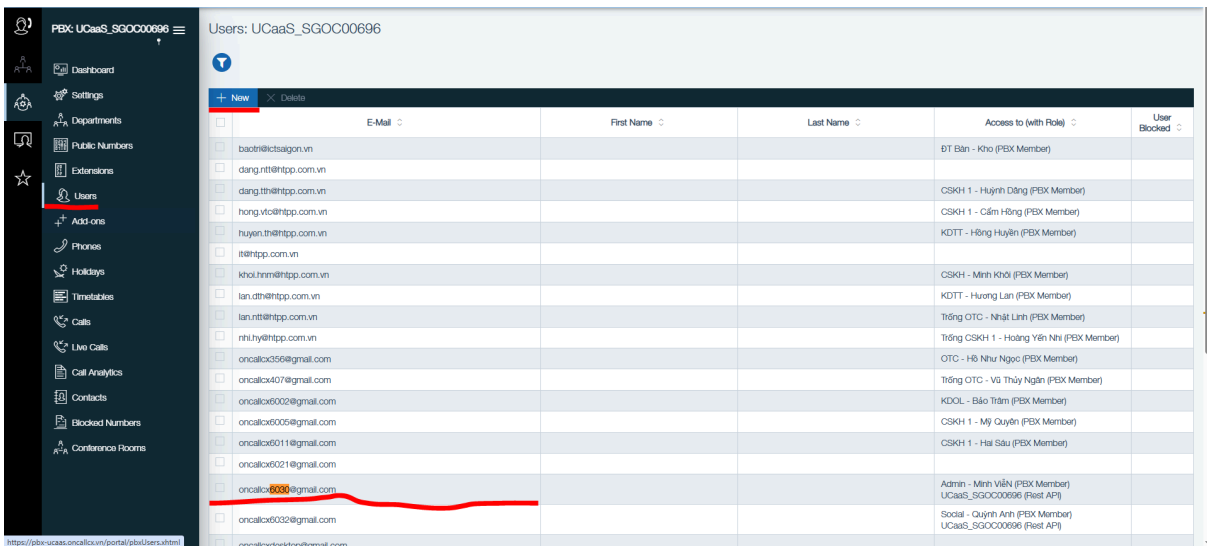 PBX: UCaaS_SGOC00696
Users: UCaaS_SGOC00696
Dashboard
Settings
Departments
Public Numbers
Extensions
Users
Add-ons
Phones
Holidays
Timetables
Calls
Live Calls
Call Analytics
Contacts
Blocked Numbers
Conference Rooms
New Delete
E-Mail First Name Last Name Access to (with Role) User Blocked
baotri@ictsaigon.vn ĐT Bàn - Kho (PBX Member)
dang.ntt@htpp.com.vn
dang.tth@htpp.com.vn CSKH 1 - Huỳnh Dăng (PBX Member)
hong.vtc@htpp.com.vn CSKH 1 - Cẩm Hồng (PBX Member)
huyen.th@htpp.com.vn KDTT - Hồng Huyền (PBX Member)
it@htpp.com.vn
khoi.hnm@htpp.com.vn CSKH - Minh Khôi (PBX Member)
lan.dth@htpp.com.vn KDTT - Hương Lan (PBX Member)
lan.ntt@htpp.com.vn Trống OTC - Nhật Linh (PBX Member)
nhi.hy@htpp.com.vn Trống CSKH 1 - Hoàng Yến Nhi (PBX Member)
oncallcx356@gmail.com OTC - Hồ Như Ngọc (PBX Member)
oncallcx407@gmail.com Trống OTC - Vũ Thủy Ngân (PBX Member)
oncallcx6002@gmail.com KDOL - Bảo Trâm (PBX Member)
oncallcx6005@gmail.com CSKH 1 - Mỹ Quyên (PBX Member)
oncallcx6011@gmail.com CSKH 1 - Hai Sáu (PBX Member)
oncallcx6021@gmail.com
oncallcx6030@gmail.com Admin - Minh ViễN (PBX Member)
UCaaS_SGOC00696 (Rest API)
oncallcx6032@gmail.com Social - Quỳnh Anh (PBX Member)
UCaaS_SGOC00696 (Rest API)
oncallcxdesktop@gmail.com
https://pbx-ucaas.oncallcx.vn/portal/pbxUsers.xhtml